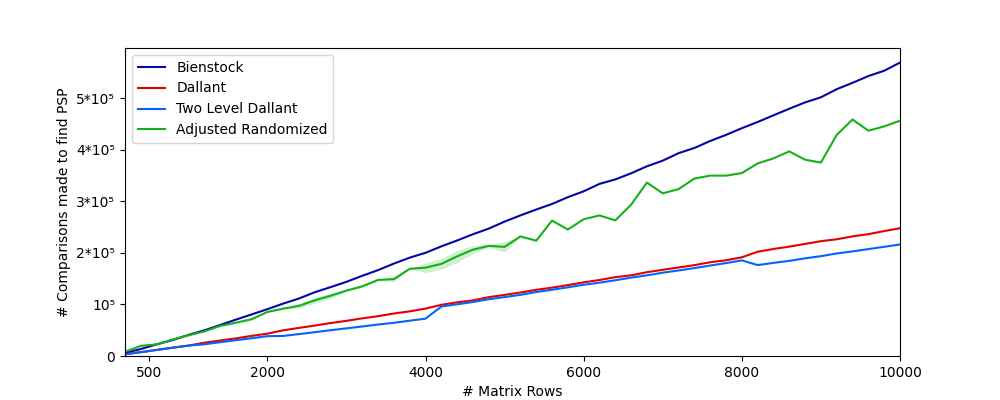 Bienstock
Dallant
Two Level Dallant
Adjusted Randomized
# Comparisons made to find PSP
5*10⁵
4*10⁵
3*10⁵
2*10⁵
10⁵
0
500 2000 4000 6000 8000 10000
# Matrix Rows